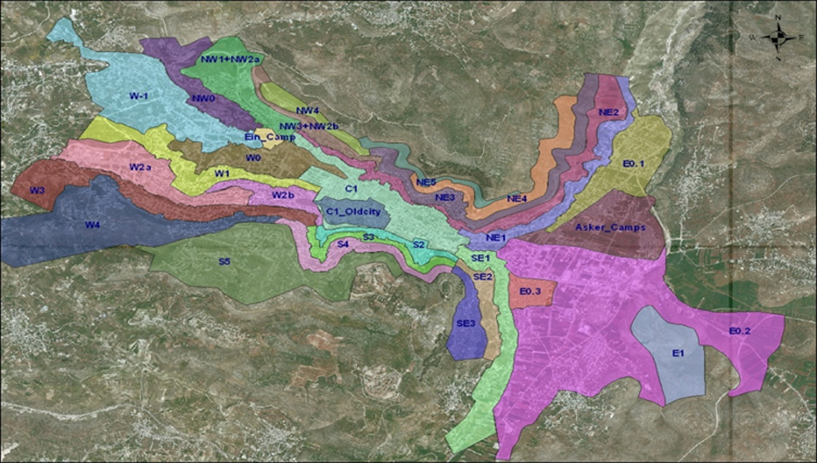 N
W
E
NW1+NW2a
W-1
NW0
NW4
NE2
NW3+NW2b
Ein_Camp
W0
E0.1
W2a
W1
NE5
W3
C1
W2b
NE3
NE4
C1_Oldcity
W4
Asker_Camps
S3
NE1
S4
S2
SE1
S5
SE2
E0.3
SE3
E0.2
E1